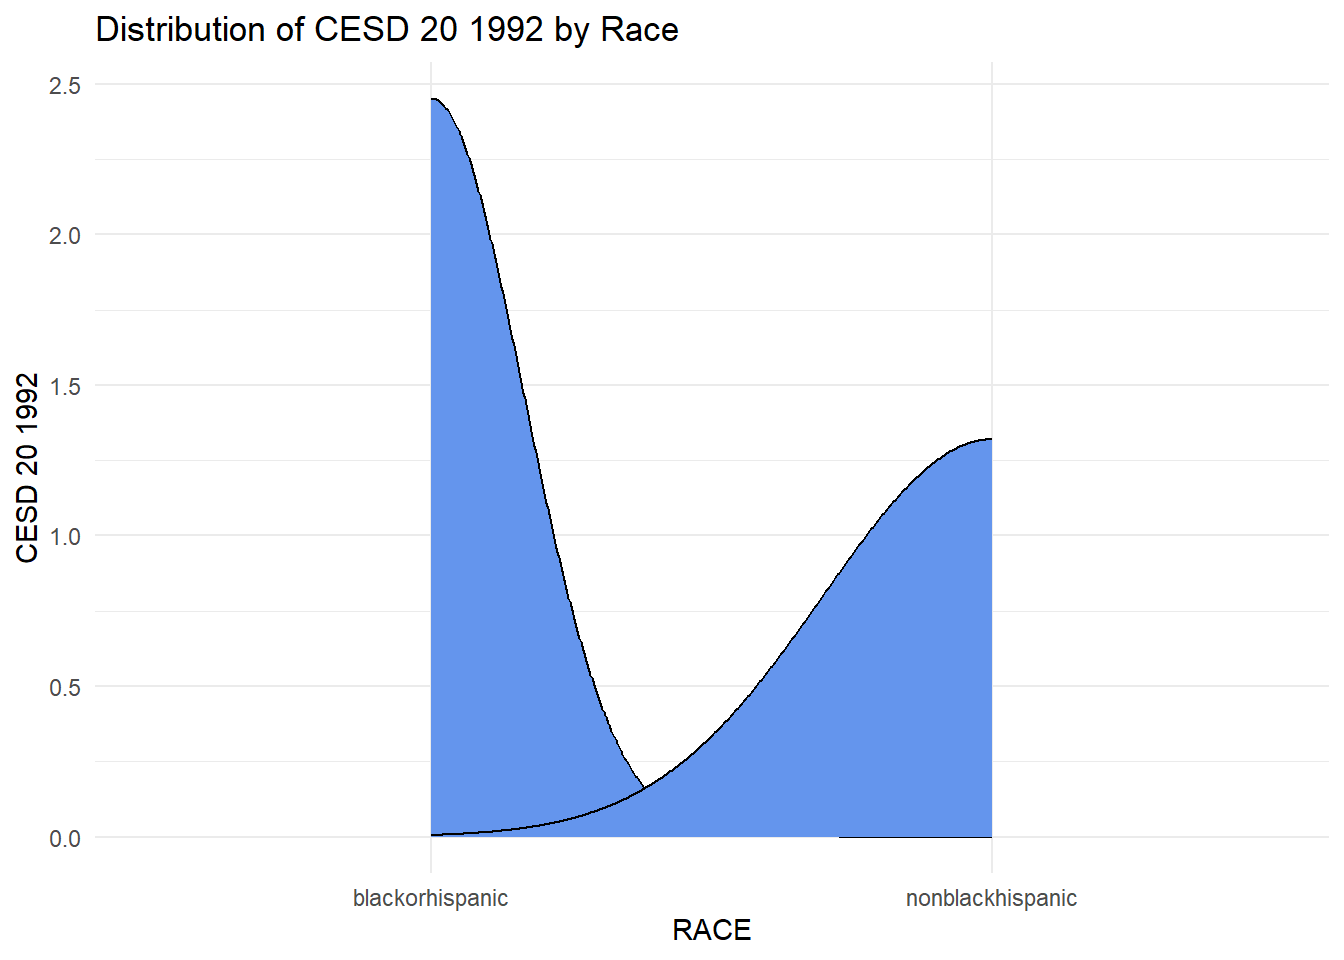 Distribution of CESD 20 1992 by Race
2.5
2.0
1.5
1.0
0.5
0.0
CESD 20 1992
blackorhispanic
nonblackhispanic
RACE